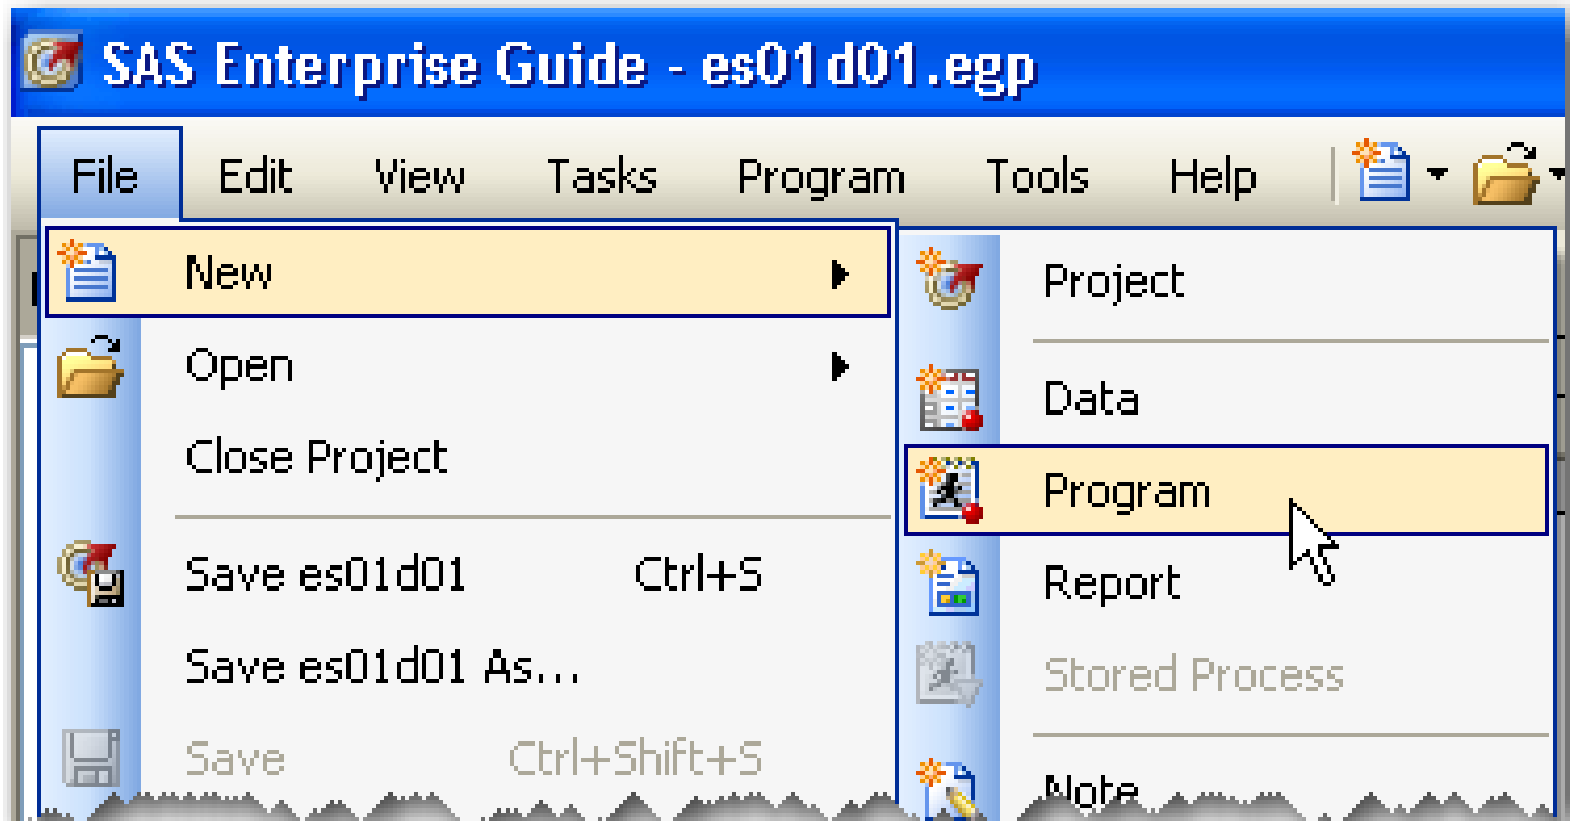 SAS Enterprise Guide - es01d01.egp
File Edit View Tasks Program Tools Help
New
Open
Close Project
Save es01d01 Ctrl+S
Save es01d01 As...
Save Ctrl+Shift+S
Project
Data
Program
Report
Stored Process
Note